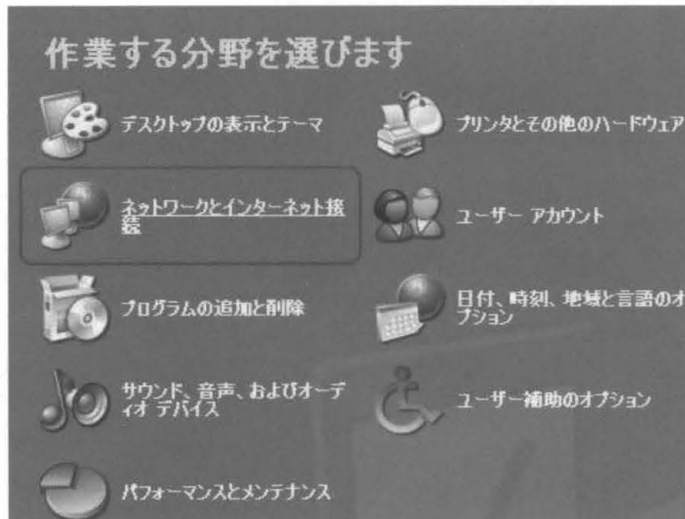 作業する分野を選びます
デスクトップの表示とテーマ
プリンタとその他のハードウェア
ネットワークとインターネット接
続
ユーザー アカウント
プログラムの追加と削除
日付、時刻、地域と言語のオ
プション
サウンド、音声、およびオーデ
ィオ デバイス
ユーザー補助のオプション
パフォーマンスとメンテナンス